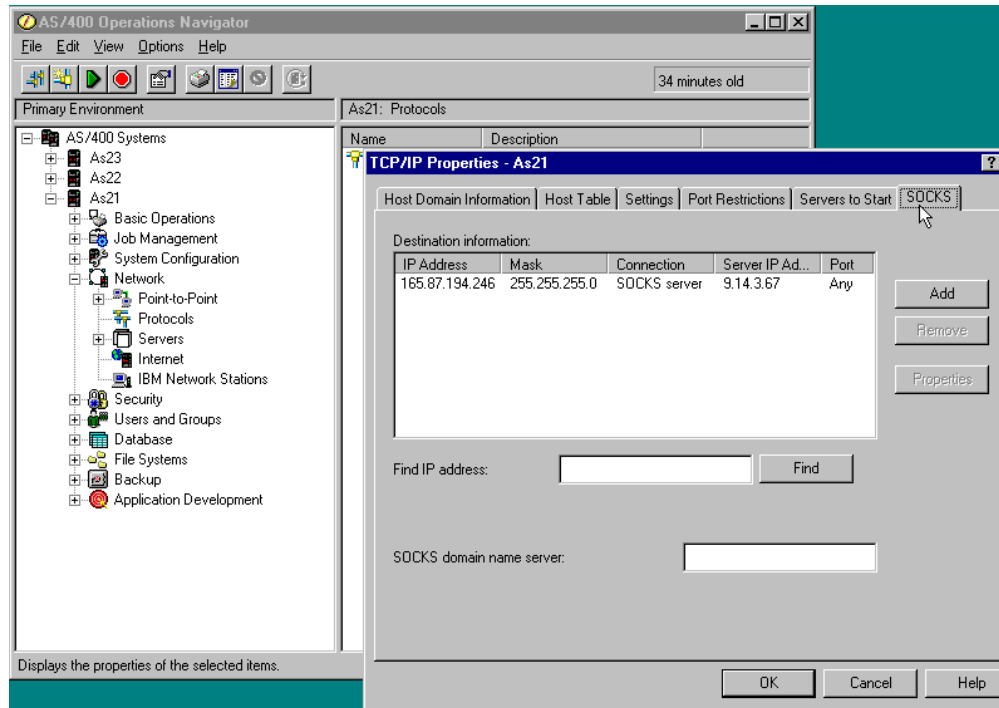 AS/400 Operations Navigator
File Edit View Options Help
34 minutes old
Primary Environment
As21: Protocols
AS/400 Systems
As23
As22
As21
Basic Operations
Job Management
System Configuration
Network
Point-to-Point
Protocols
Servers
Internet
IBM Network Stations
Security
Users and Groups
Database
File Systems
Backup
Application Development
Name Description
TCP/IP Properties - As21 ?
Host Domain Information Host Table Settings Port Restrictions Servers to Start SOCKS
Destination information:
IP Address Mask Connection Server IP Ad... Port
165.87.194.246 255.255.255.0 SOCKS server 9.14.3.67 Any
Add
Remove
Properties
Find IP address: Find
SOCKS domain name server:
Displays the properties of the selected items.
OK Cancel Help